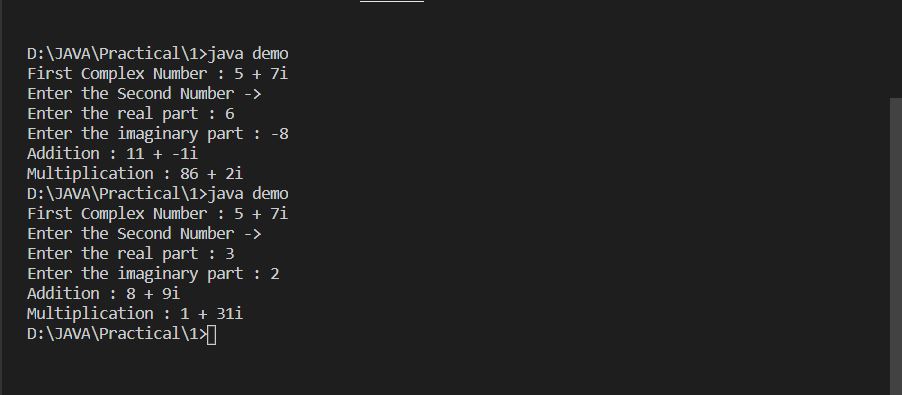 D:\JAVA\Practical\1>java demo
First Complex Number : 5 + 7i
Enter the Second Number ->
Enter the real part : 6
Enter the imaginary part : -8
Addition : 11 + -1i
Multiplication : 86 + 2i
D:\JAVA\Practical\1>java demo
First Complex Number : 5 + 7i
Enter the Second Number ->
Enter the real part : 3
Enter the imaginary part : 2
Addition : 8 + 9i
Multiplication : 1 + 31i
D:\JAVA\Practical\1>